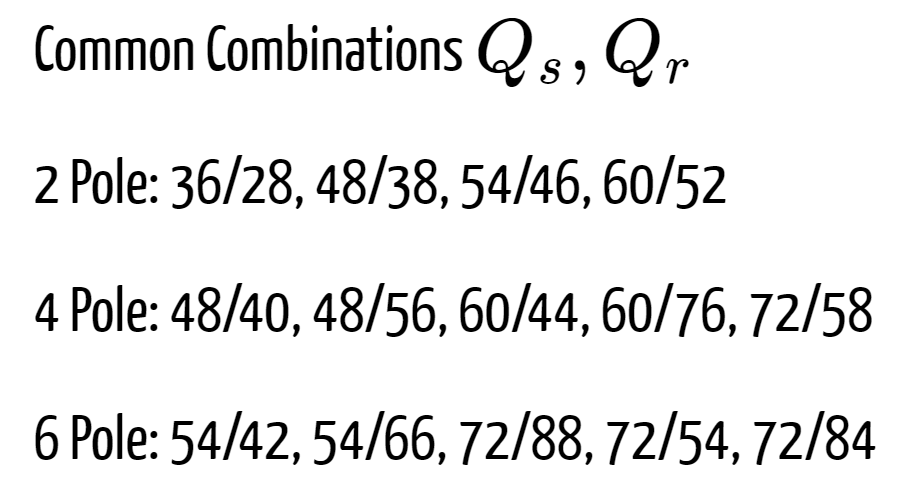 Common Combinations Q_s, Q_r
2 Pole: 36/28, 48/38, 54/46, 60/52
4 Pole: 48/40, 48/56, 60/44, 60/76, 72/58
6 Pole: 54/42, 54/66, 72/88, 72/54, 72/84